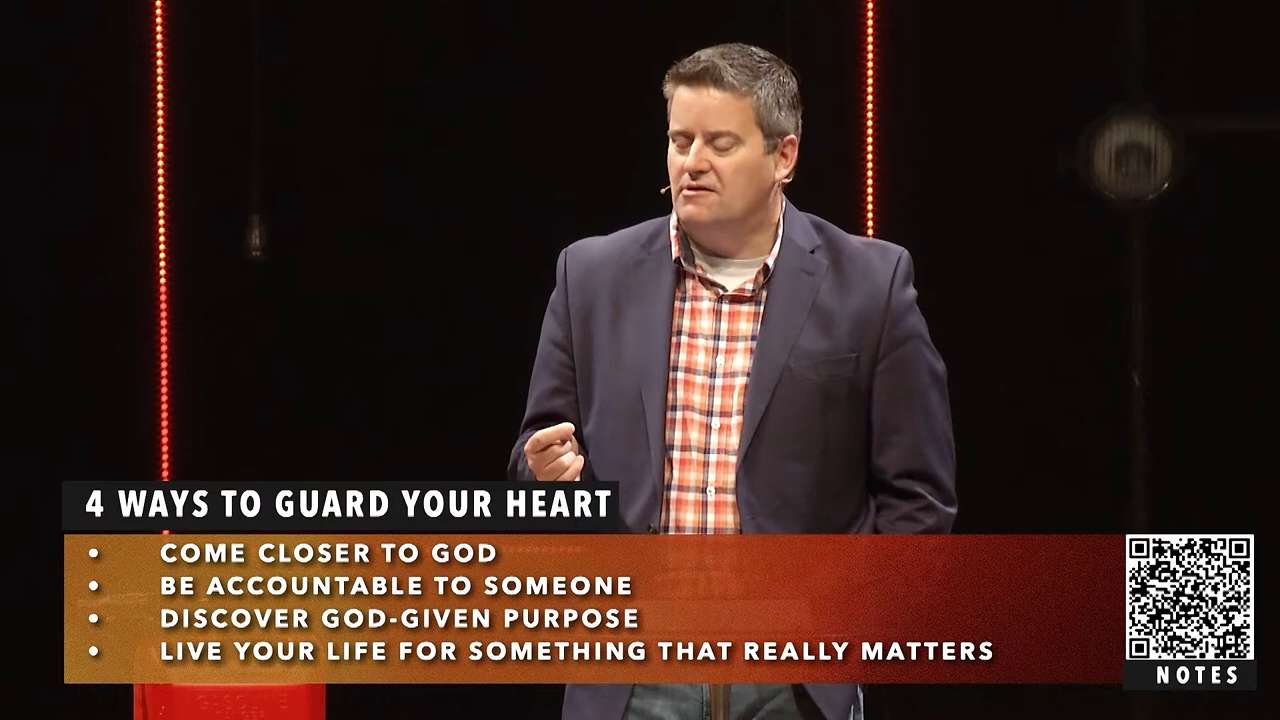 4 WAYS TO GUARD YOUR HEART
• COME CLOSER TO GOD
• BE ACCOUNTABLE TO SOMEONE
• DISCOVER GOD-GIVEN PURPOSE
• LIVE YOUR LIFE FOR SOMETHING THAT REALLY MATTERS
NOTES